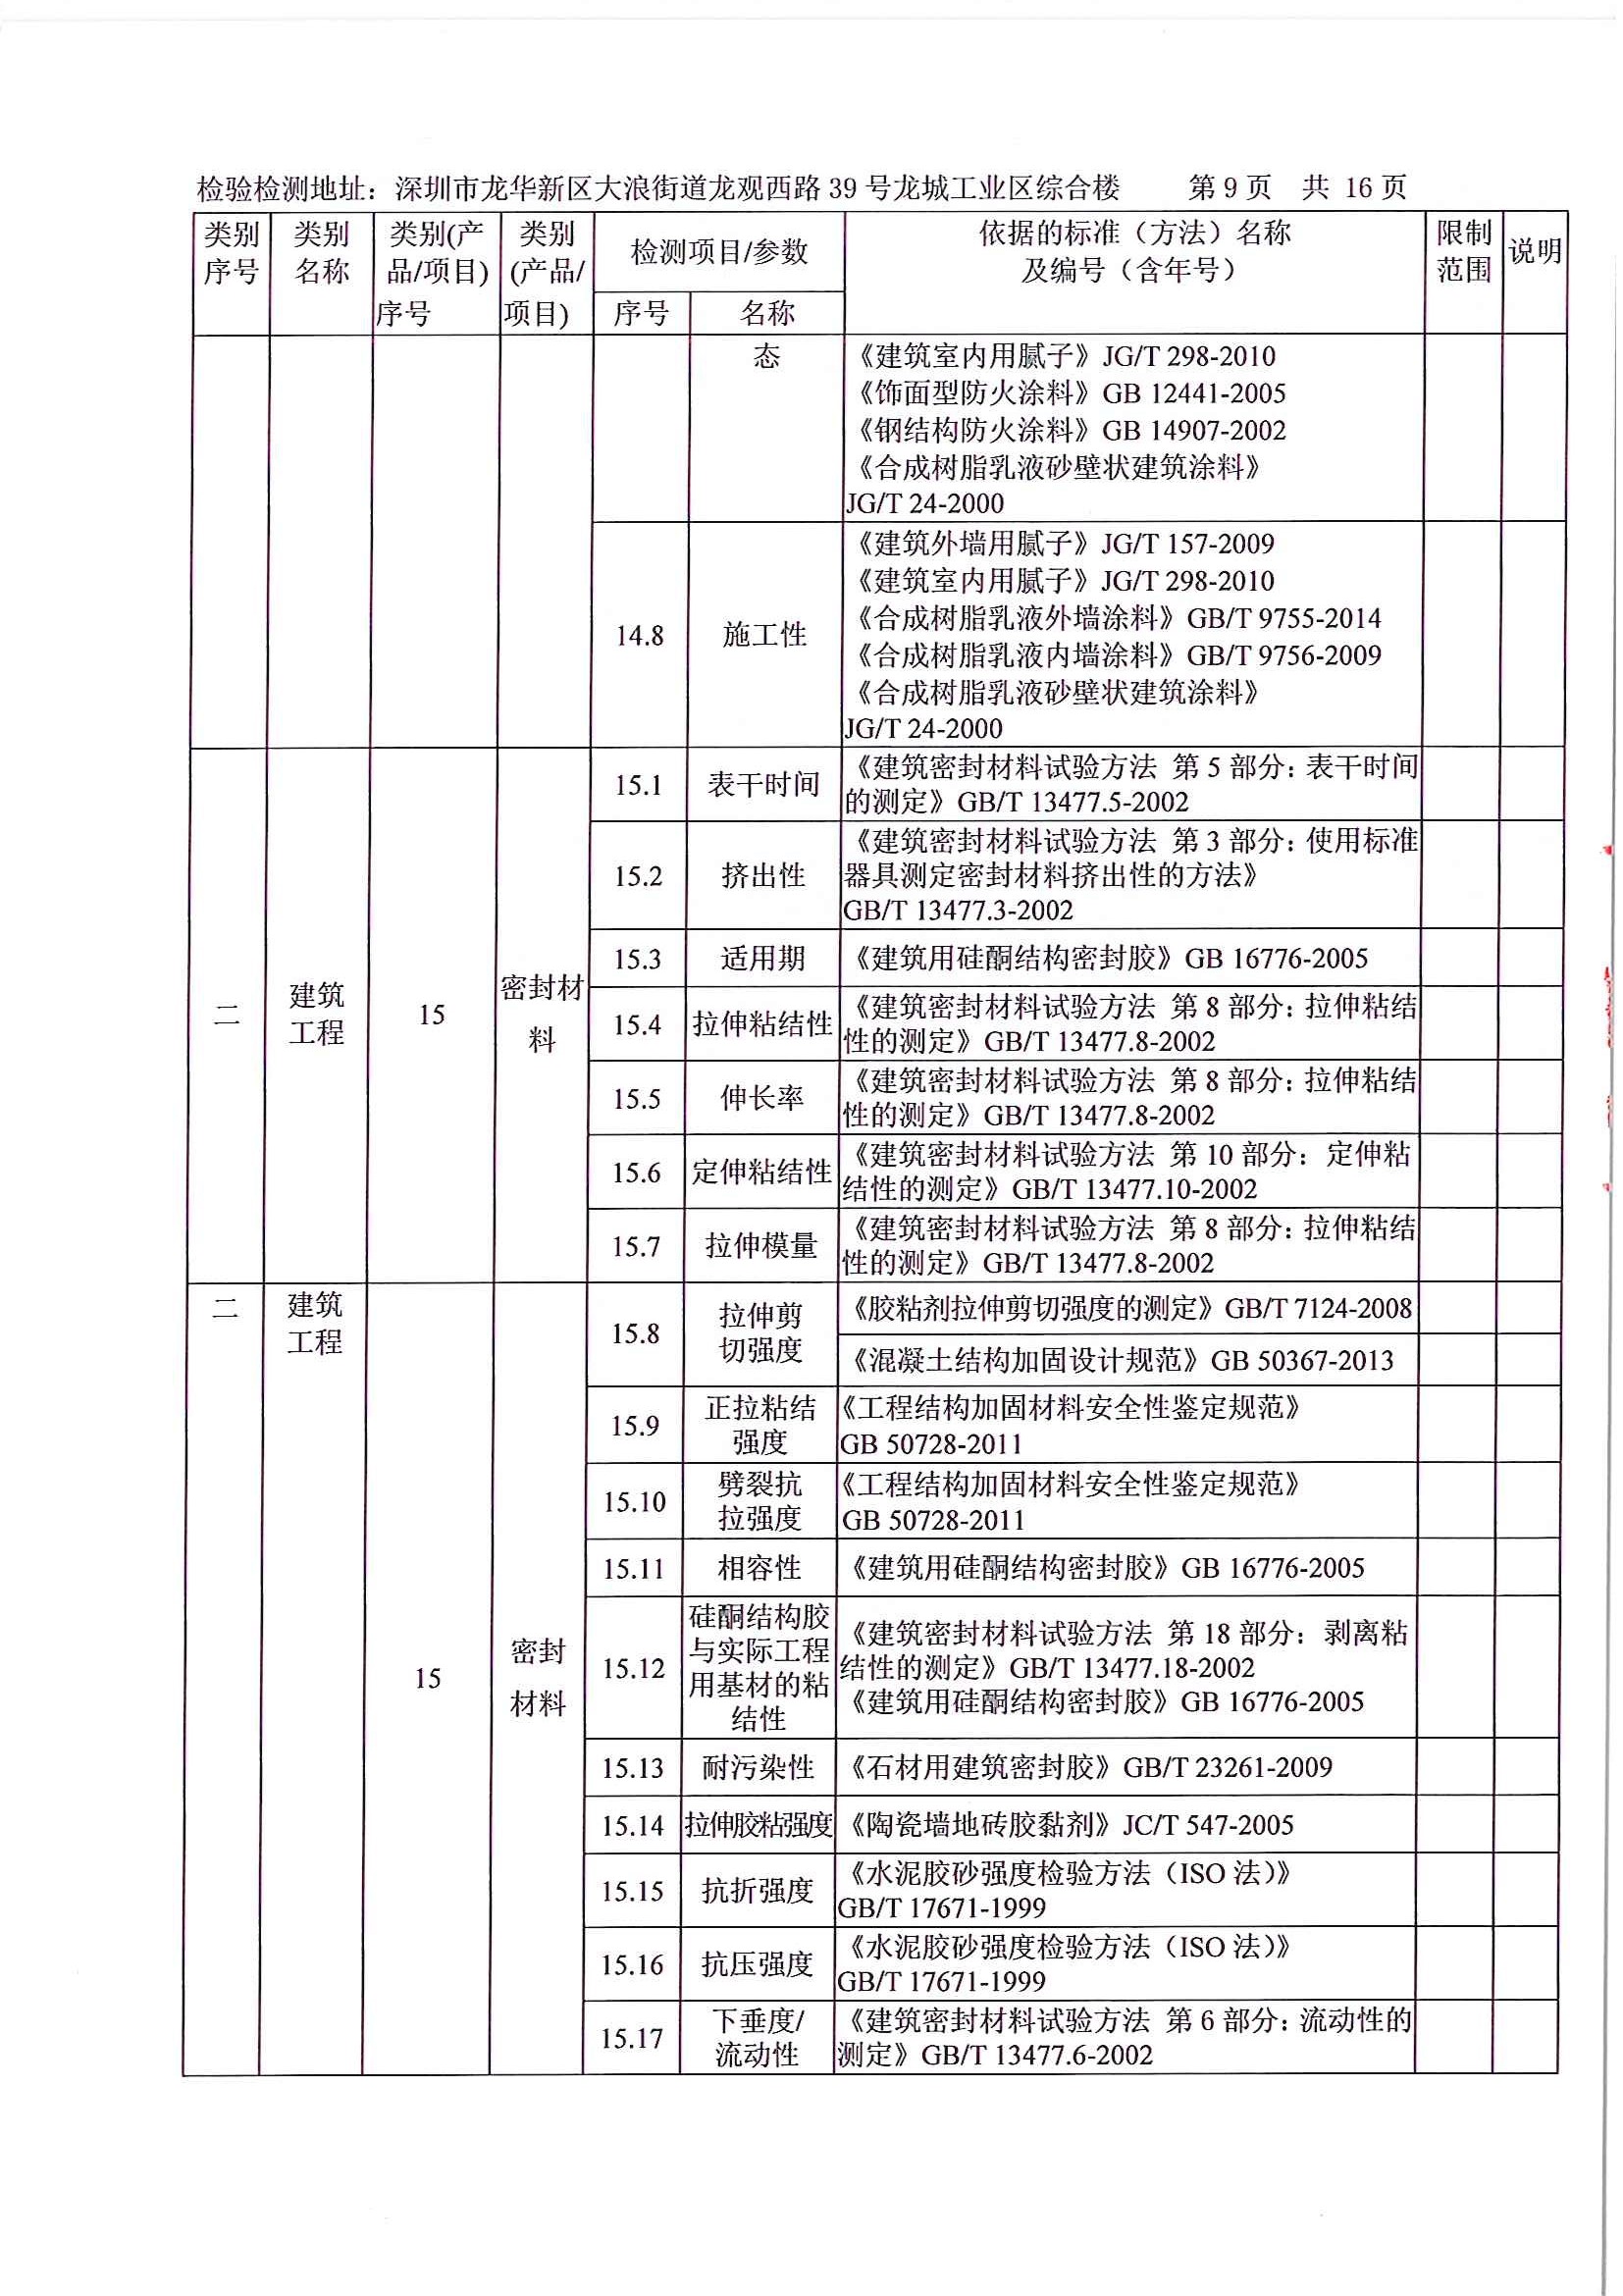 检验检测地址：深圳市龙华新区大浪街道龙观西路 39 号龙城工业区综合楼 第 9 页 共 16 页
类别序号 类别名称 类别(产品/项目)序号 类别(产品/项目) 检测项目/参数 依据的标准（方法）名称及编号（含年号） 限制范围 说明
序号 名称
态
《建筑室内用腻子》JG/T 298-2010
《饰面型防火涂料》GB 12441-2005
《钢结构防火涂料》GB 14907-2002
《合成树脂乳液砂壁状建筑涂料》
JG/T 24-2000
14.8 施工性
《建筑外墙用腻子》JG/T 157-2009
《建筑室内用腻子》JG/T 298-2010
《合成树脂乳液外墙涂料》GB/T 9755-2014
《合成树脂乳液内墙涂料》GB/T 9756-2009
《合成树脂乳液砂壁状建筑涂料》
JG/T 24-2000
二 建筑工程 15 密封材料
15.1 表干时间
《建筑密封材料试验方法 第 5 部分：表干时间
的测定》GB/T 13477.5-2002
15.2 挤出性
《建筑密封材料试验方法 第 3 部分：使用标准
器具测定密封材料挤出性的方法》
GB/T 13477.3-2002
15.3 适用期 《建筑用硅酮结构密封胶》GB 16776-2005
15.4 拉伸粘结性
《建筑密封材料试验方法 第 8 部分：拉伸粘结
性的测定》GB/T 13477.8-2002
15.5 伸长率
《建筑密封材料试验方法 第 8 部分：拉伸粘结
性的测定》GB/T 13477.8-2002
15.6 定伸粘结性
《建筑密封材料试验方法 第 10 部分：定伸粘
结性的测定》GB/T 13477.10-2002
15.7 拉伸模量
《建筑密封材料试验方法 第 8 部分：拉伸粘结
性的测定》GB/T 13477.8-2002
二 建筑工程 15 密封材料
15.8 拉伸剪切强度
《胶粘剂拉伸剪切强度的测定》GB/T 7124-2008
《混凝土结构加固设计规范》GB 50367-2013
15.9 正拉粘结强度
《工程结构加固材料安全性鉴定规范》
GB 50728-2011
15.10 劈裂抗拉强度
《工程结构加固材料安全性鉴定规范》
GB 50728-2011
15.11 相容性 《建筑用硅酮结构密封胶》GB 16776-2005
15.12 硅酮结构胶与实际工程用基材的粘结性
《建筑密封材料试验方法 第 18 部分：剥离粘
结性的测定》GB/T 13477.18-2002
《建筑用硅酮结构密封胶》GB 16776-2005
15.13 耐污染性 《石材用建筑密封胶》GB/T 23261-2009
15.14 拉伸胶粘强度 《陶瓷墙地砖胶黏剂》JC/T 547-2005
15.15 抗折强度
《水泥胶砂强度检验方法（ISO 法）》
GB/T 17671-1999
15.16 抗压强度
《水泥胶砂强度检验方法（ISO 法）》
GB/T 17671-1999
15.17 下垂度/流动性
《建筑密封材料试验方法 第 6 部分：流动性的
测定》GB/T 13477.6-2002